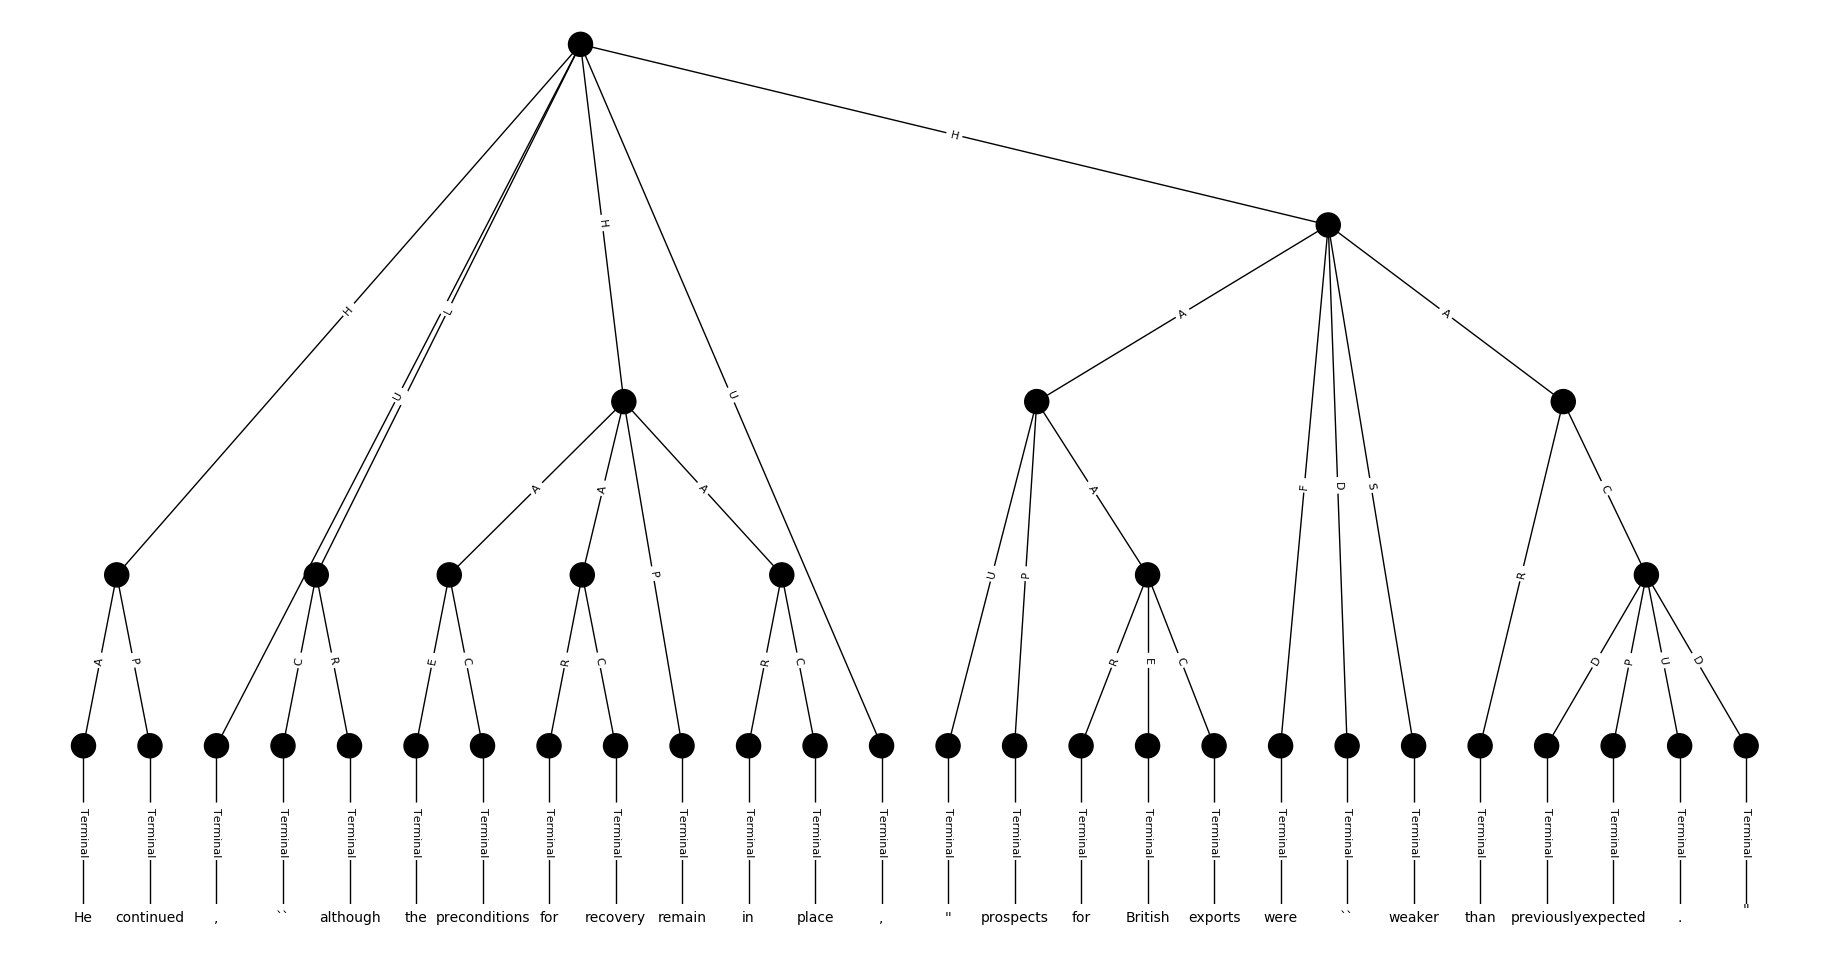 H
H
A
H
L
A
U
U
A
A
A
F
D
S
C
U
P
P
R
A
P
C
R
E
C
R
C
R
C
R
E
C
D
P
U
D
Terminal Terminal Terminal Terminal Terminal Terminal Terminal Terminal Terminal Terminal Terminal Terminal Terminal Terminal Terminal Terminal Terminal Terminal Terminal Terminal Terminal Terminal Terminal Terminal Terminal Terminal
He continued , `` although the preconditions for recovery remain in place , " prospects for British exports were `` weaker than previously expected . "